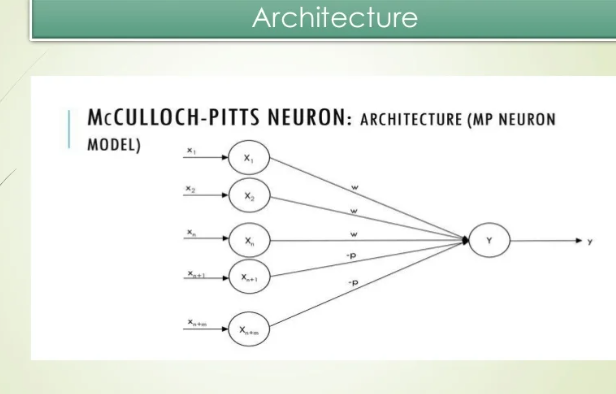 Architecture
McCULLOCH-PITTS NEURON: ARCHITECTURE (MP NEURON
MODEL)
x₁
X₁
w
x₂
X₂
w
xₙ
Xₙ
w
Y
y
-p
xₙ₊₁
Xₙ₊₁
-p
xₙ₊ₘ
Xₙ₊ₘ